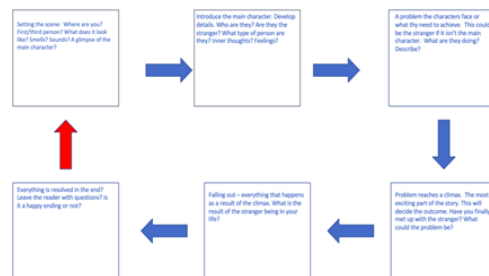 Setting the scene. Where are you?
First/third person? What does it look
like? Smells? Sounds? A glimpse of the
main character?
Introduce the main character. Develop
details. Who are they? Are they the
stranger? What type of person are
they? Inner thoughts? Feelings?
A problem the characters face or
what thy need to achieve. This could
be the stranger if it isn't the main
character. What are they doing?
Describe?
Problem reaches a climax. The most
exciting part of the story. This will
decide the outcome. Have you finally
met up with the stranger? What
could the problem be?
Falling out – everything that happens
as a result of the climax. What is the
result of the stranger being in your
life?
Everything is resolved in the end?
Leave the reader with questions? Is
it a happy ending or not?